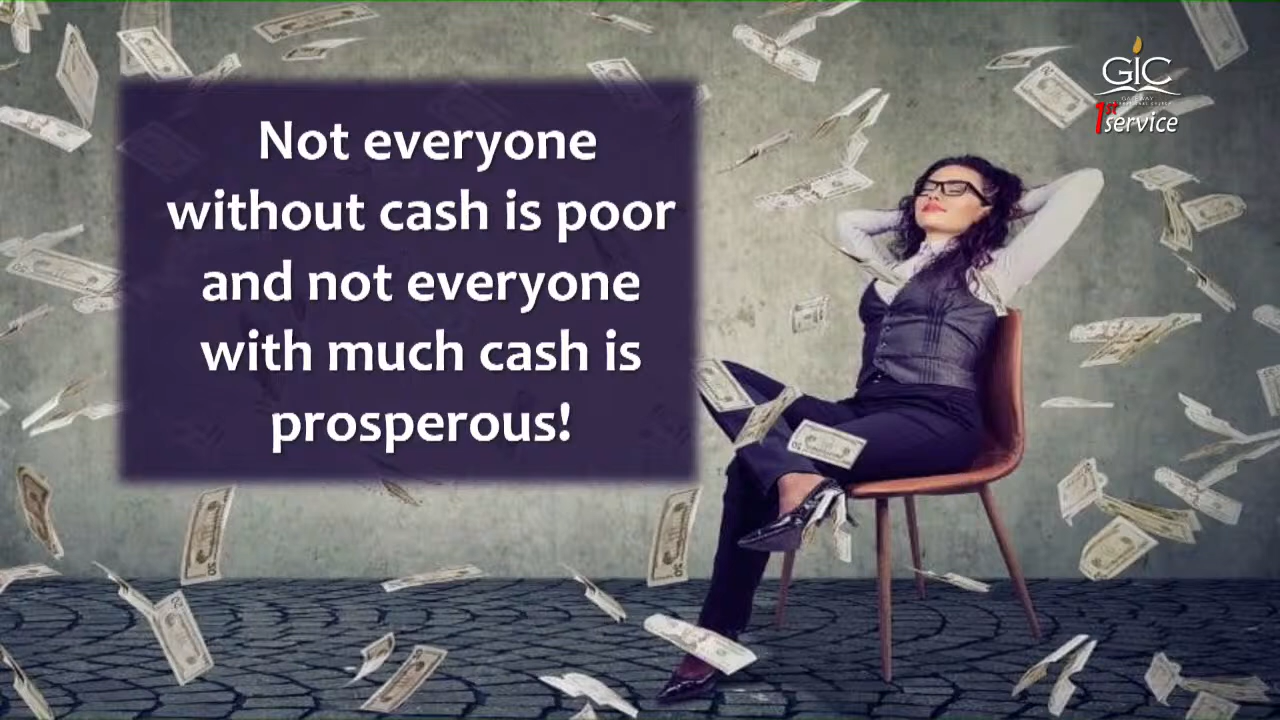 Not everyone
without cash is poor
and not everyone
with much cash is
prosperous!
GIC
1st
service